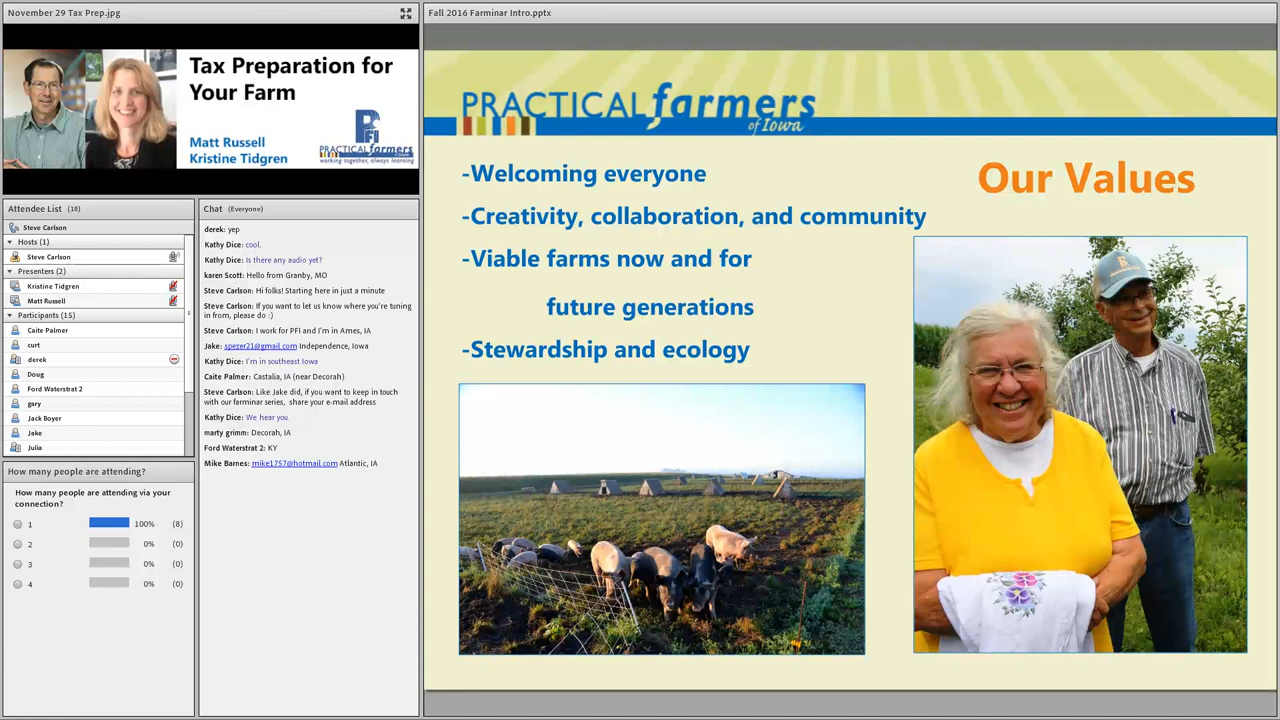 November 29 Tax Prep.jpg
Tax Preparation for
Your Farm
Matt Russell
Kristine Tidgren
PFI
PRACTICAL farmers
working together, always learning
Attendee List (18)
Steve Carlson
Hosts (1)
Steve Carlson
Presenters (2)
Kristine Tidgren
Matt Russell
Participants (15)
Caite Palmer
curt
derek
Doug
Ford Waterstrat 2
gary
Jack Boyer
Jake
Julia
How many people are attending?
How many people are attending via your
connection?
1 100% (8)
2 0% (0)
3 0% (0)
4 0% (0)
Chat (Everyone)
derek: yep
Kathy Dice: cool.
Kathy Dice: Is there any audio yet?
karen Scott: Hello from Granby, MO
Steve Carlson: Hi folks! Starting here in just a minute
Steve Carlson: If you want to let us know where you're tuning
in from, please do :)
Steve Carlson: I work for PFI and I'm in Ames, IA
Jake: spezer21@gmail.com Independence, Iowa
Kathy Dice: I'm in southeast Iowa
Caite Palmer: Castalia, IA (near Decorah)
Steve Carlson: Like Jake did, if you want to keep in touch
with our farminar series, share your e-mail address
Kathy Dice: We hear you.
marty grimm: Decorah, IA
Ford Waterstrat 2: KY
Mike Barnes: mike1757@hotmail.com Atlantic, IA
Fall 2016 Farminar Intro.pptx
PRACTICAL farmers
of Iowa
Our Values
-Welcoming everyone
-Creativity, collaboration, and community
-Viable farms now and for
future generations
-Stewardship and ecology